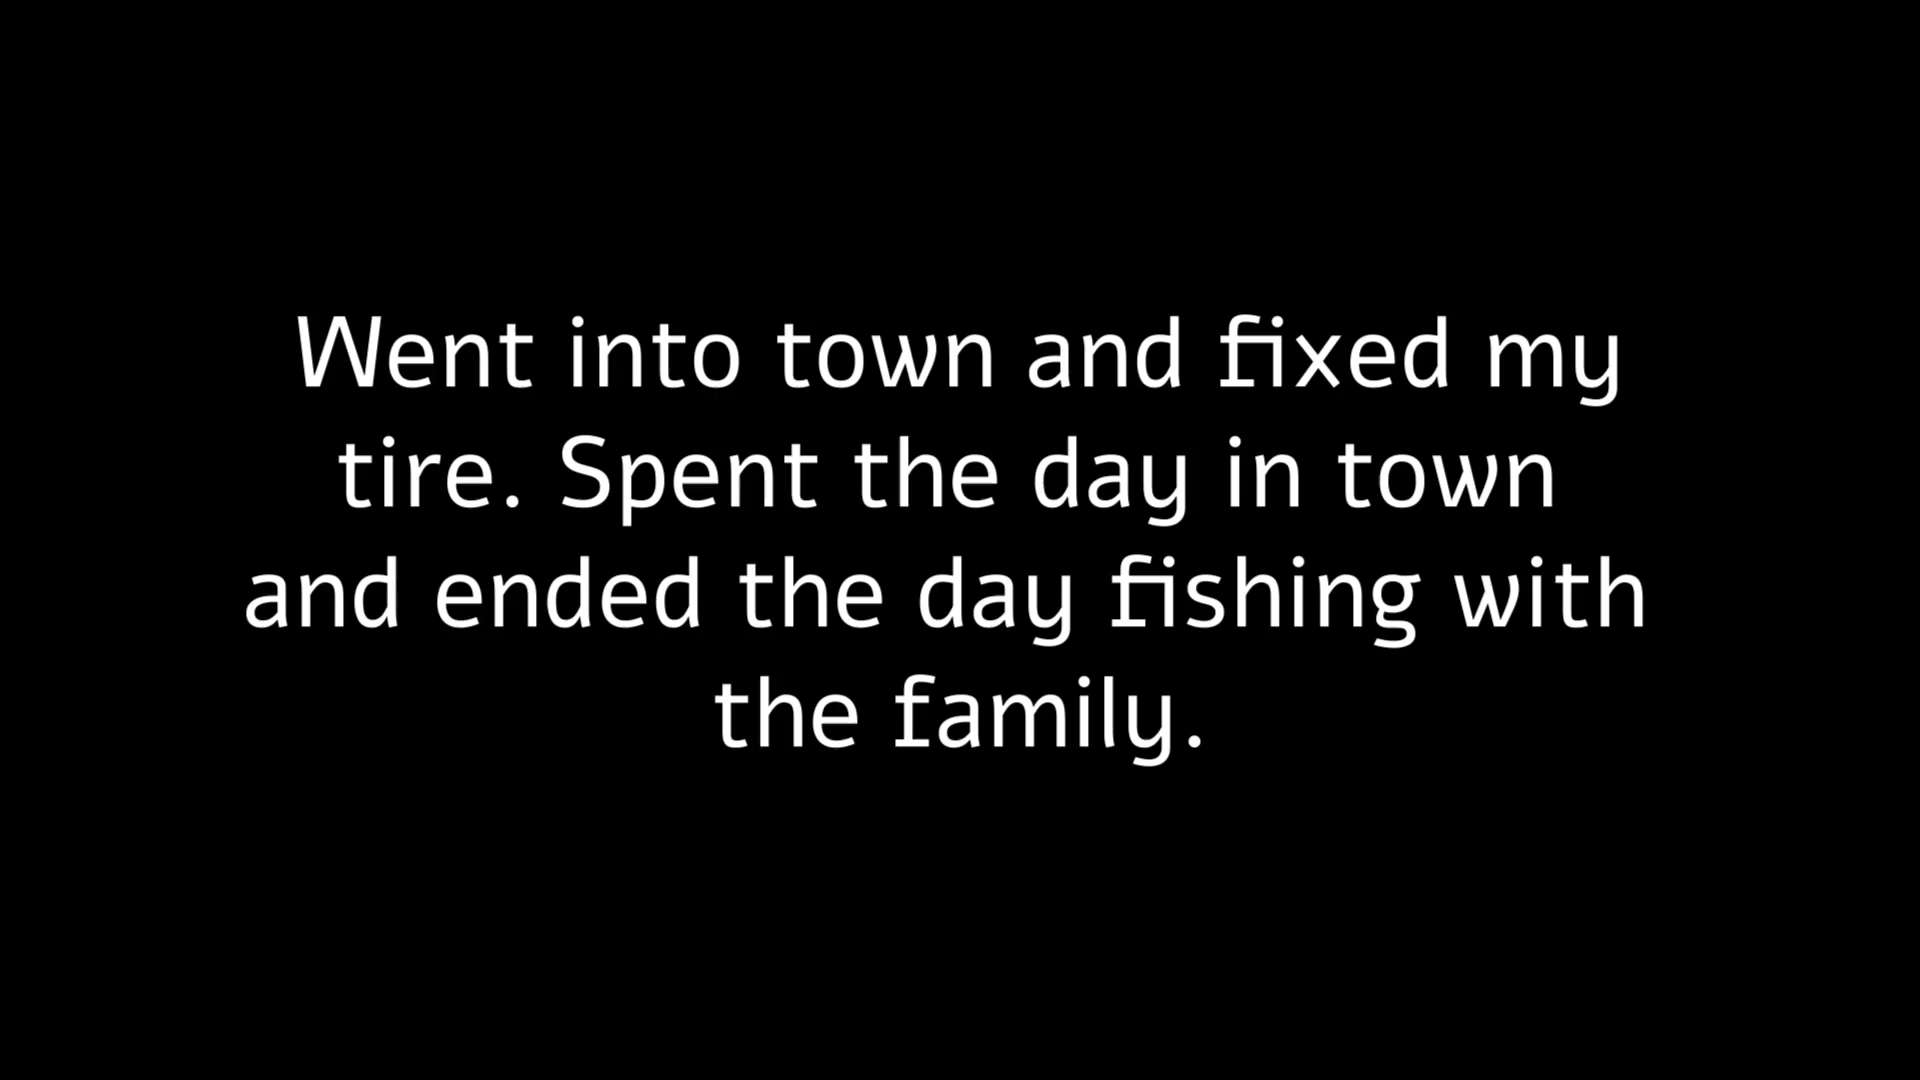 Went into town and fixed my
tire. Spent the day in town
and ended the day fishing with
the family.